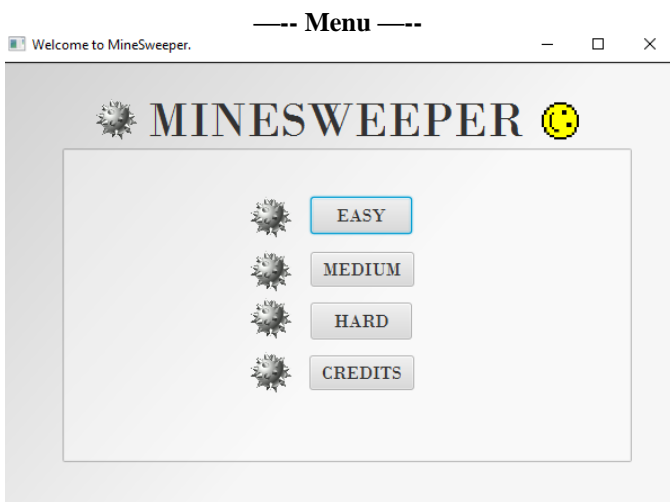 —-- Menu —--
Welcome to MineSweeper.
MINESWEEPER
EASY
MEDIUM
HARD
CREDITS